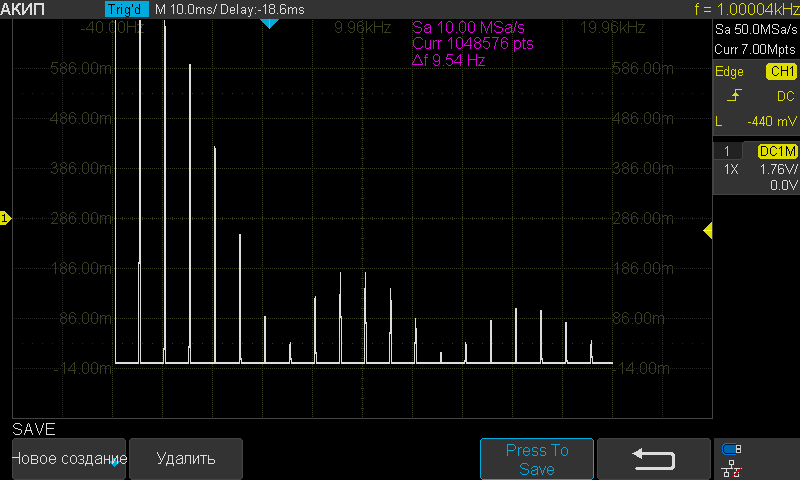 АКИП Trig'd M 10.0ms/ Delay:-18.6ms f = 1.00004kHz
-40.00Hz 9.96kHz 19.96kHz
Sa 10.00 MSa/s
Curr 1048576 pts
Δf 9.54 Hz
Sa 50.0MSa/s
Curr 7.00Mpts
Edge CH1
DC
L -440 mV
1 DC1M
1X 1.76V/
0.0V
586.00m 586.00m
486.00m 486.00m
386.00m 386.00m
286.00m 286.00m
1
186.00m 186.00m
86.00m 86.00m
-14.00m -14.00m
SAVE
Новое создание Удалить Press To
Save